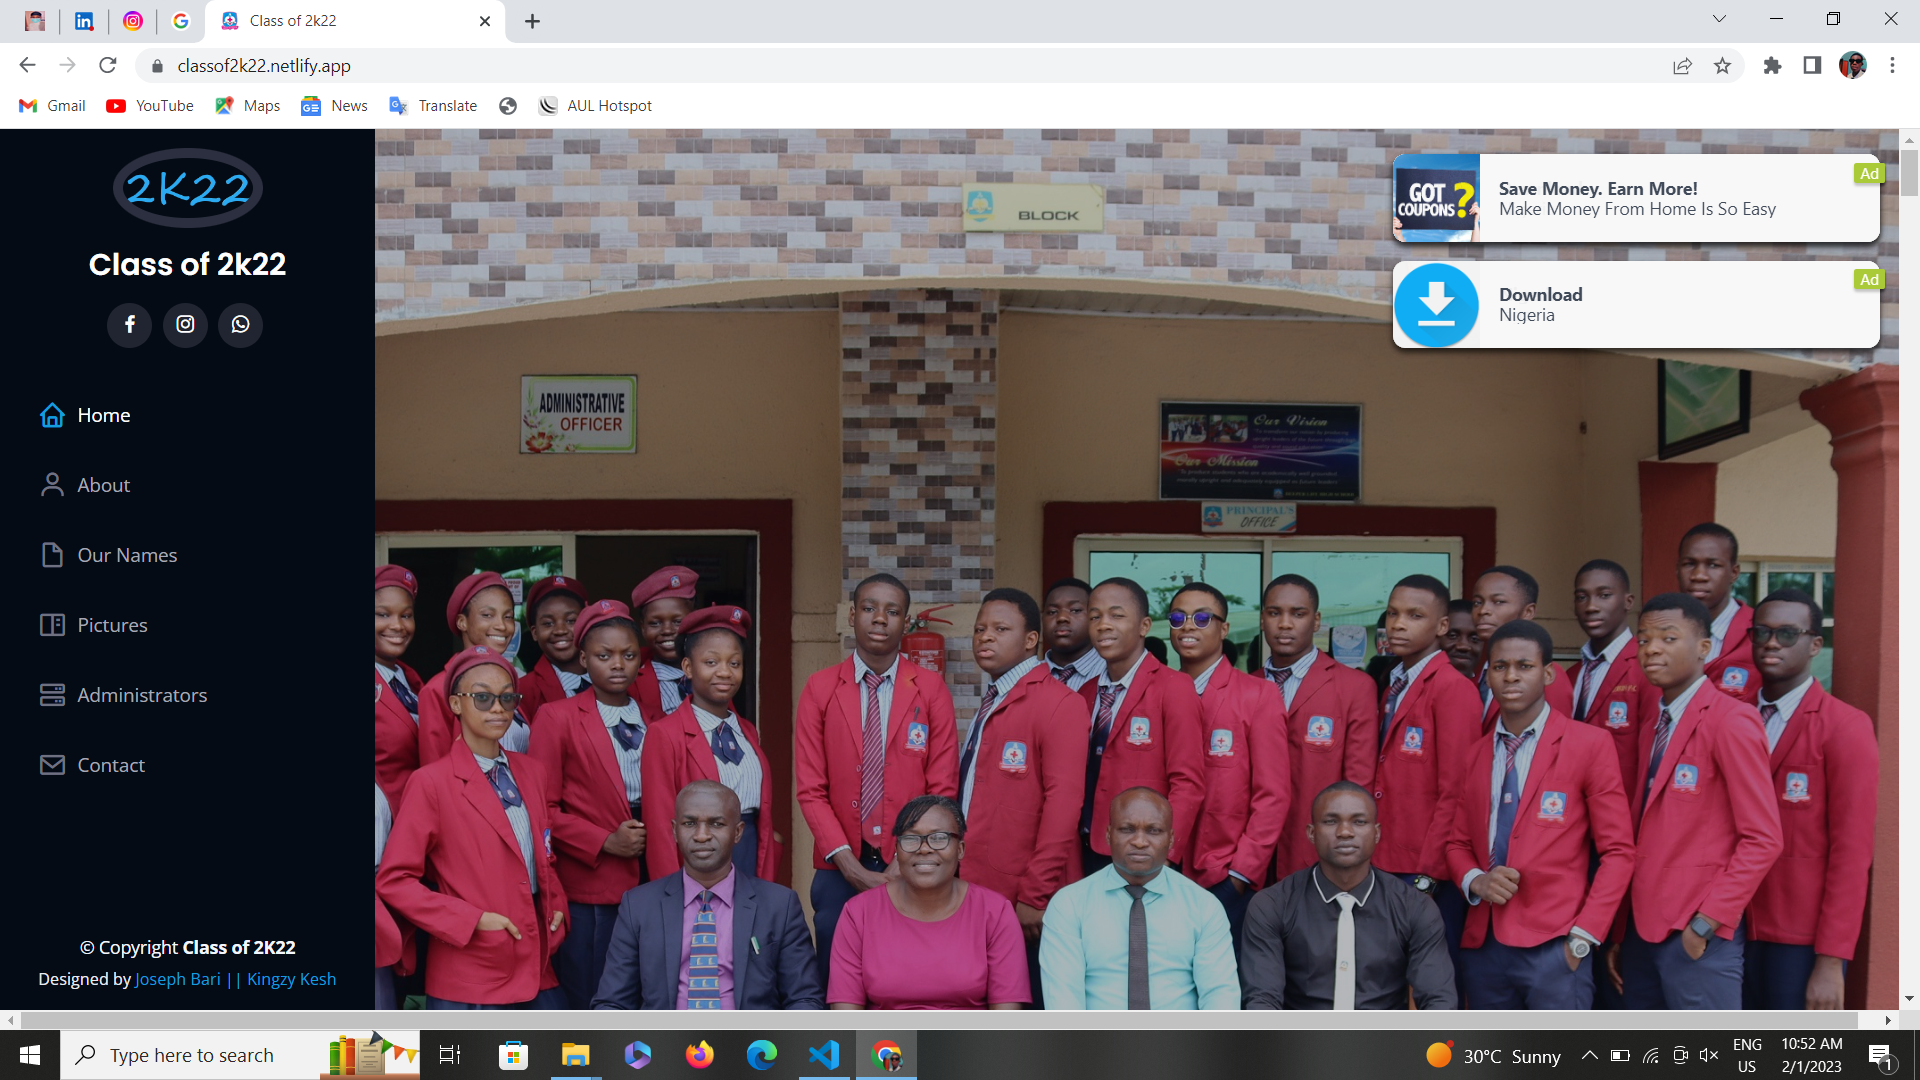 Class of 2k22
classof2k22.netlify.app
Gmail
YouTube
Maps
News
Translate
AUL Hotspot
2K22
Class of 2k22
Home
About
Our Names
Pictures
Administrators
Contact
© Copyright Class of 2K22
Designed by Joseph Bari || Kingzy Kesh
BLOCK
GOT
COUPONS?
Save Money. Earn More!
Make Money From Home Is So Easy
Ad
Download
Nigeria
Ad
ADMINISTRATIVE
OFFICER
Our Vision
Our Mission
PRINCIPAL'S
OFFICE
Type here to search
30°C Sunny
ENG
US
10:52 AM
2/1/2023
1